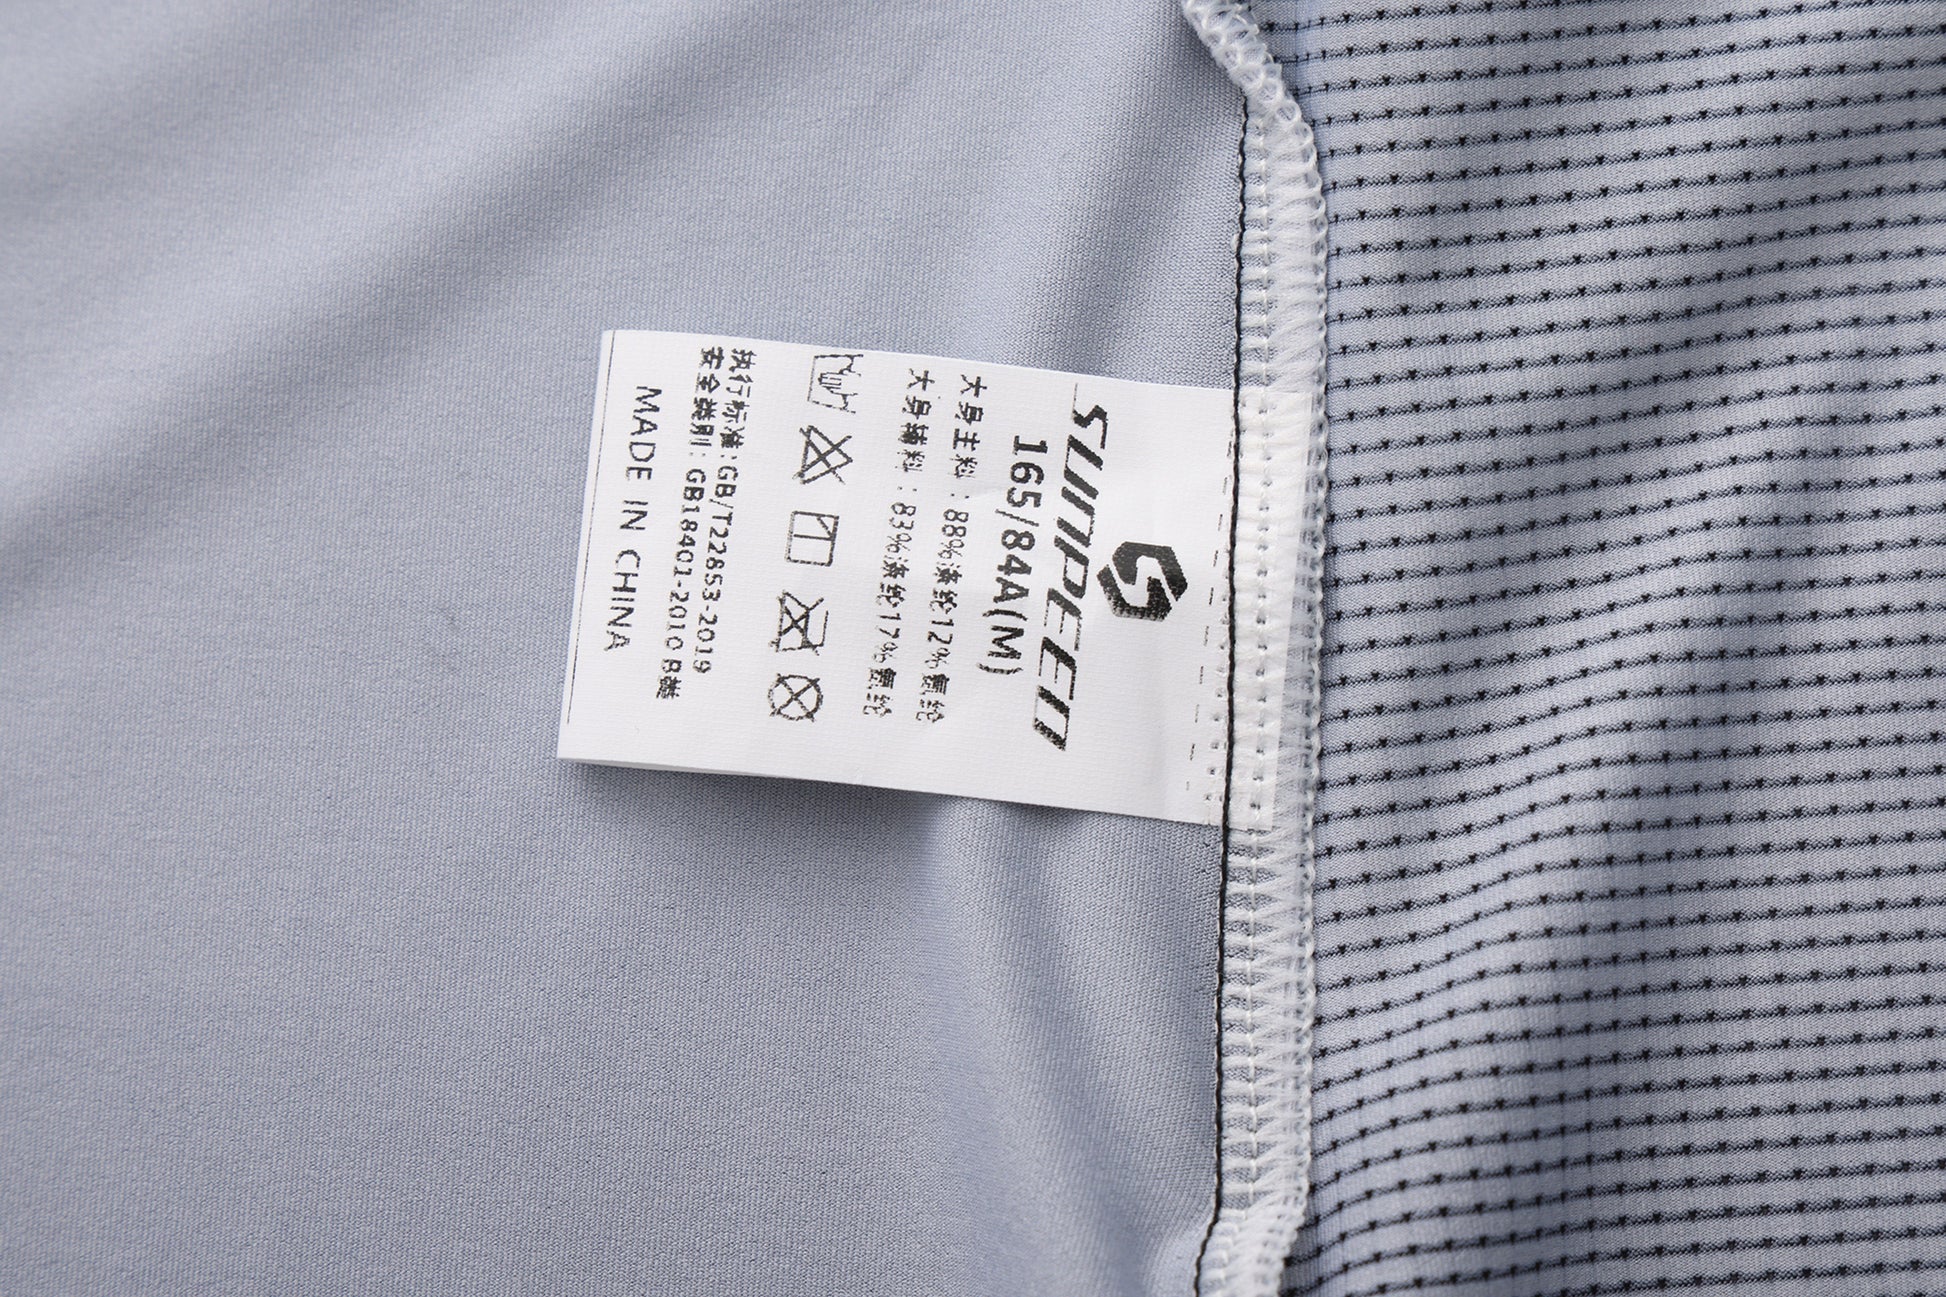 SUNPEED
165/84A(M)
大身主料：88%涤纶12%氨纶
大身辅料：83%涤纶17%氨纶
执行标准：GB/T22853-2019
安全类别：GB18401-2010 B类
MADE IN CHINA